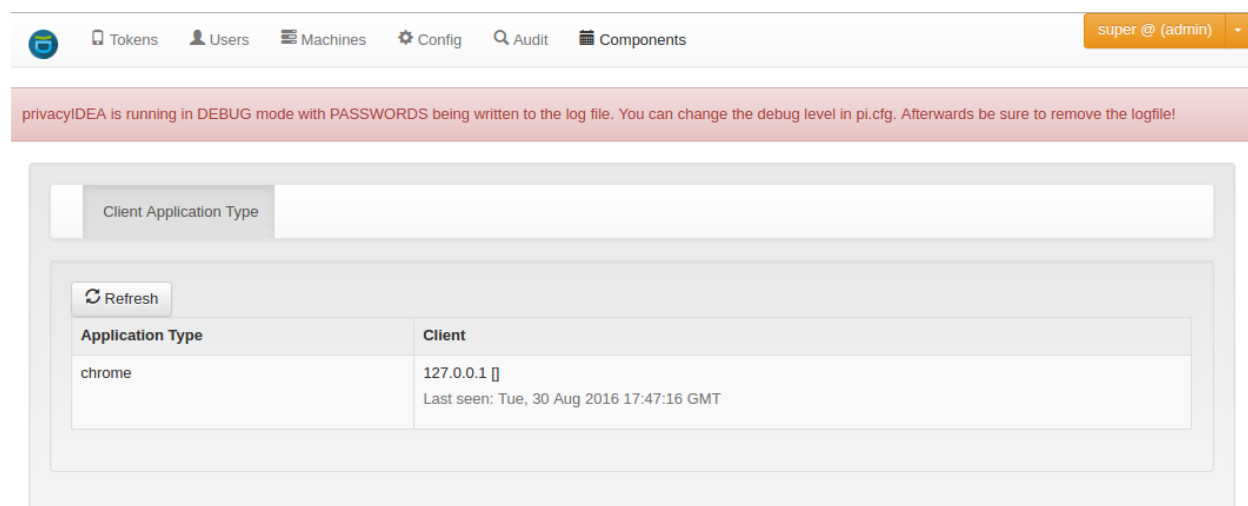 Tokens Users Machines Config Audit Components super @ (admin)
privacyIDEA is running in DEBUG mode with PASSWORDS being written to the log file. You can change the debug level in pi.cfg. Afterwards be sure to remove the logfile!
Client Application Type
Refresh
Application Type Client
chrome 127.0.0.1 []
Last seen: Tue, 30 Aug 2016 17:47:16 GMT